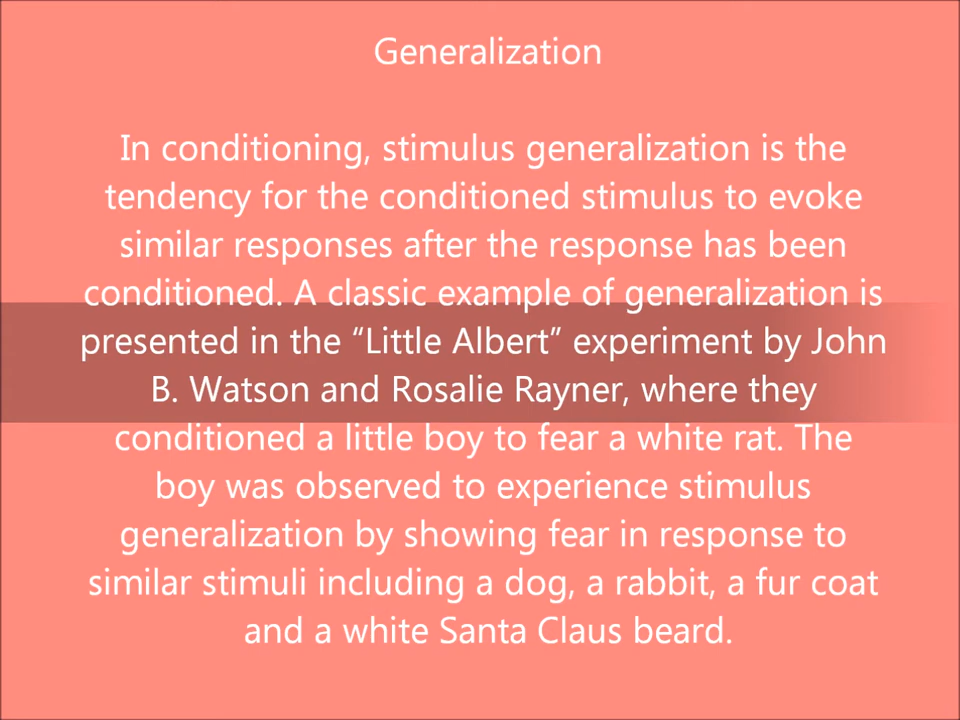 Generalization
In conditioning, stimulus generalization is the
tendency for the conditioned stimulus to evoke
similar responses after the response has been
conditioned. A classic example of generalization is
presented in the “Little Albert” experiment by John
B. Watson and Rosalie Rayner, where they
conditioned a little boy to fear a white rat. The
boy was observed to experience stimulus
generalization by showing fear in response to
similar stimuli including a dog, a rabbit, a fur coat
and a white Santa Claus beard.